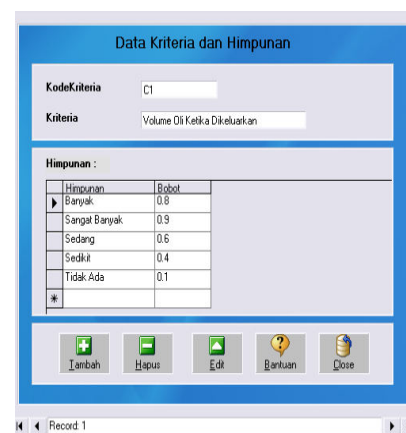 Data Kriteria dan Himpunan
KodeKriteria C1
Kriteria Volume Oli Ketika Dikeluarkan
Himpunan :
Himpunan Bobot
Banyak 0.8
Sangat Banyak 0.9
Sedang 0.6
Sedikit 0.4
Tidak Ada 0.1
Tambah Hapus Edit Bantuan Close
Record: 1